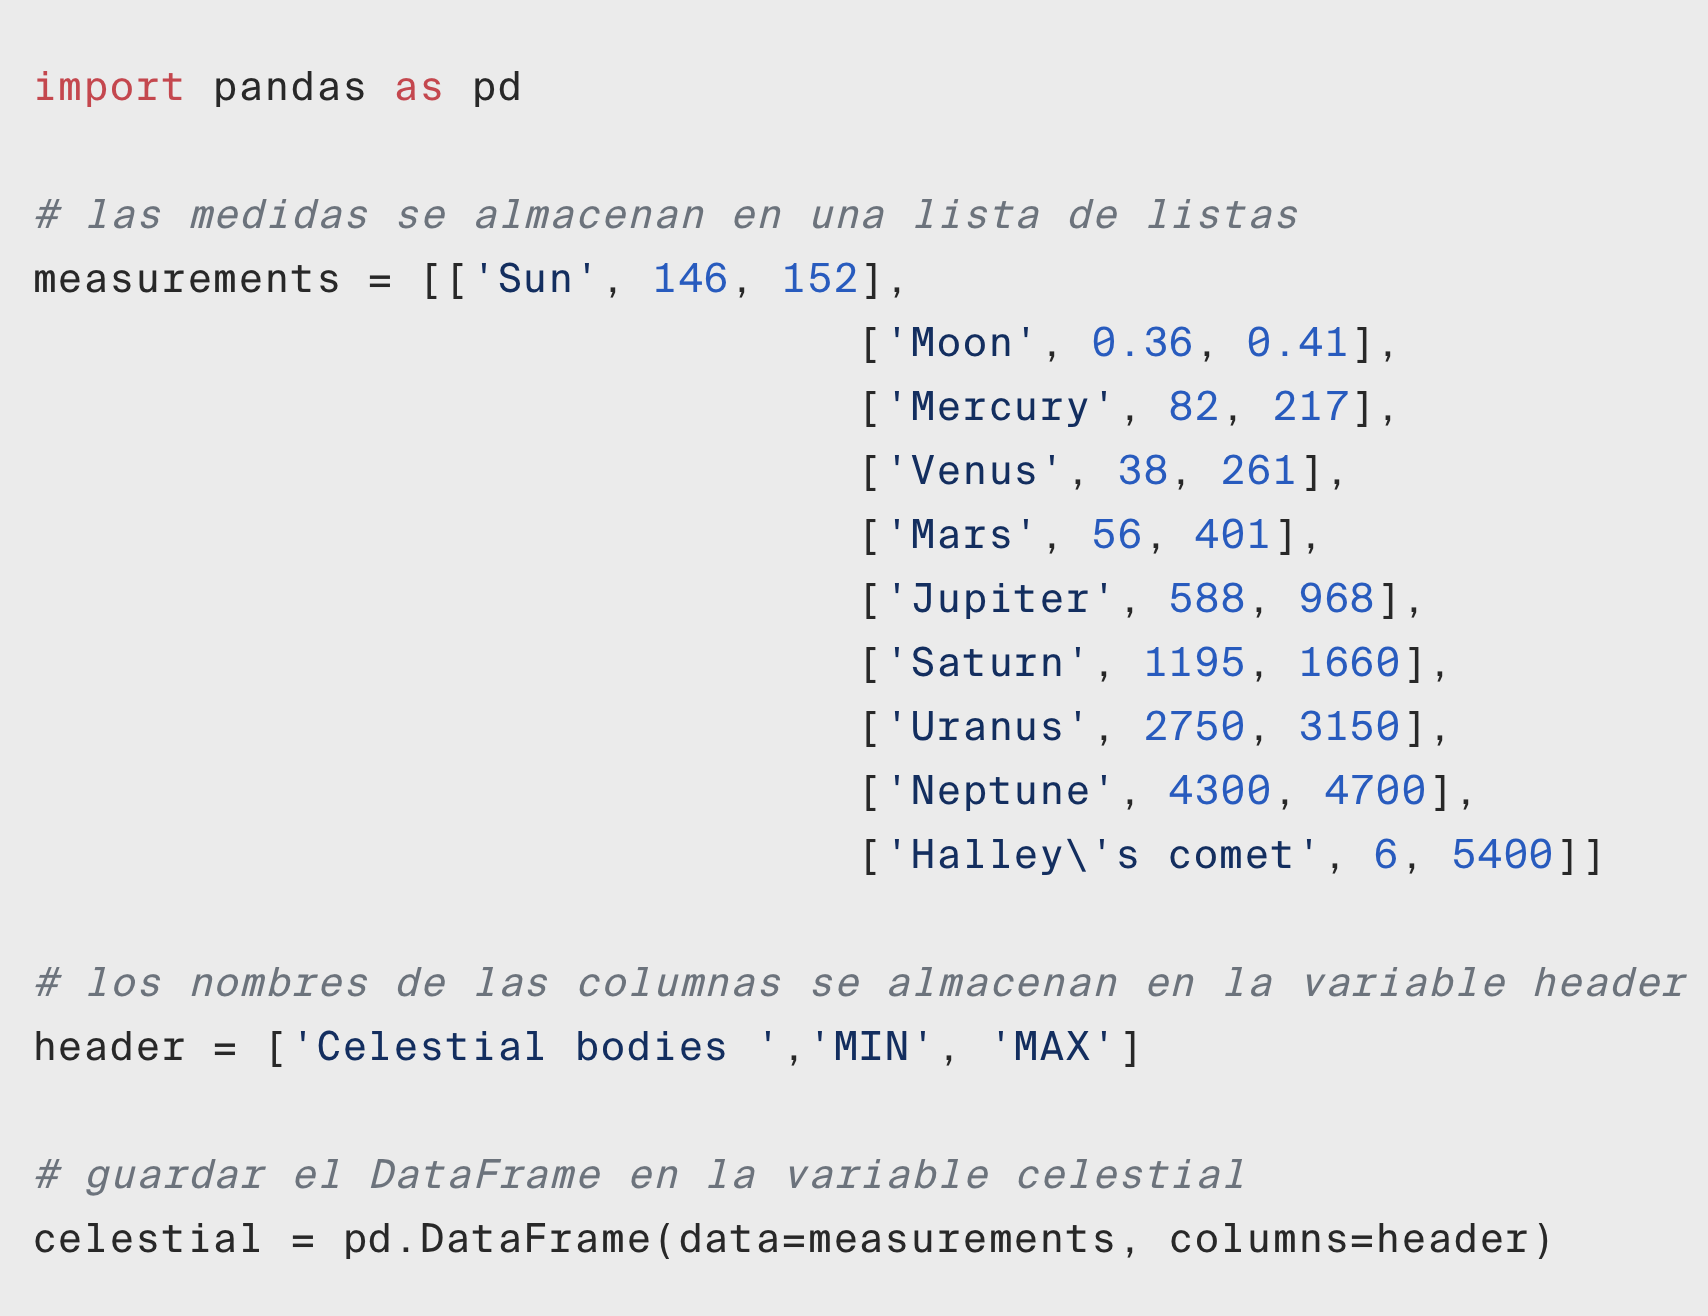 import pandas as pd
# las medidas se almacenan en una lista de listas
measurements = [['Sun', 146, 152],
['Moon', 0.36, 0.41],
['Mercury', 82, 217],
['Venus', 38, 261],
['Mars', 56, 401],
['Jupiter', 588, 968],
['Saturn', 1195, 1660],
['Uranus', 2750, 3150],
['Neptune', 4300, 4700],
['Halley\'s comet', 6, 5400]]
# los nombres de las columnas se almacenan en la variable header
header = ['Celestial bodies ','MIN', 'MAX']
# guardar el DataFrame en la variable celestial
celestial = pd.DataFrame(data=measurements, columns=header)